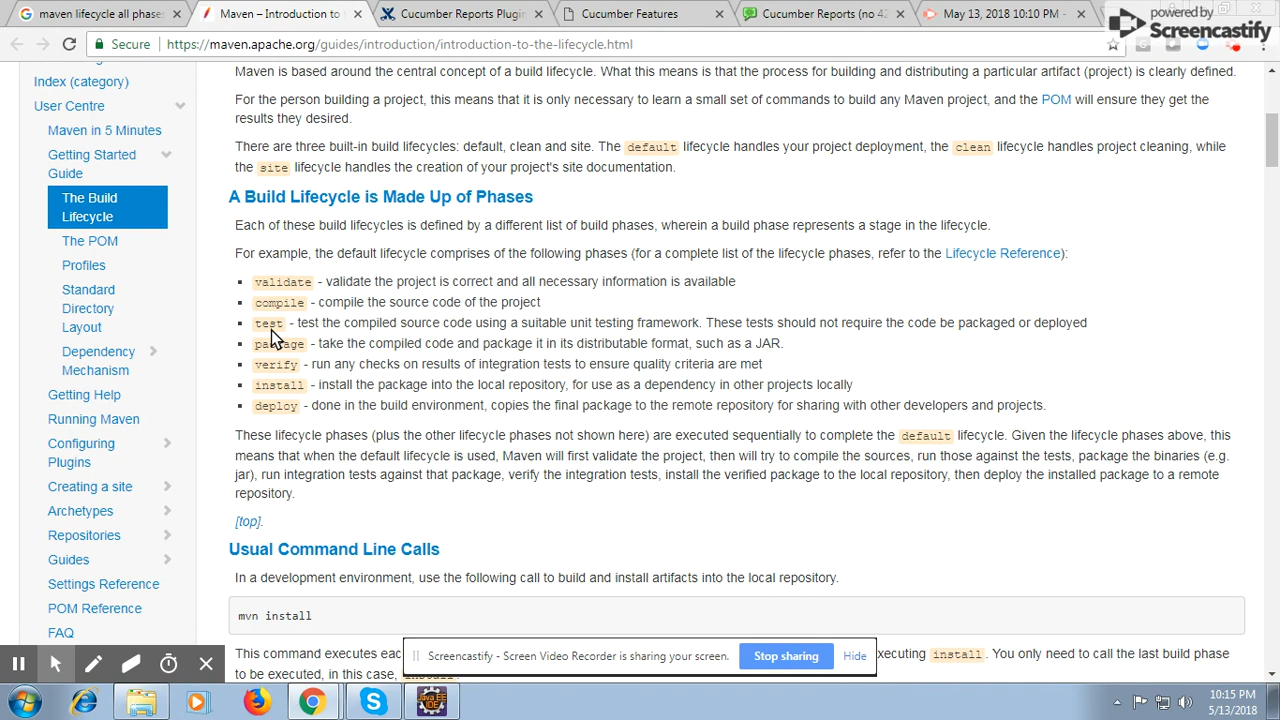 maven lifecycle all phases
Maven – Introduction to
Cucumber Reports Plugin
Cucumber Features
Cucumber Reports (no 42
May 13, 2018 10:10 PM -
powered by
Screencastify
Secure
https://maven.apache.org/guides/introduction/introduction-to-the-lifecycle.html
Index (category)
User Centre
Maven in 5 Minutes
Getting Started
Guide
The Build
Lifecycle
The POM
Profiles
Standard
Directory
Layout
Dependency
Mechanism
Getting Help
Running Maven
Configuring
Plugins
Creating a site
Archetypes
Repositories
Guides
Settings Reference
POM Reference
FAQ
Maven is based around the central concept of a build lifecycle. What this means is that the process for building and distributing a particular artifact (project) is clearly defined.
For the person building a project, this means that it is only necessary to learn a small set of commands to build any Maven project, and the POM will ensure they get the
results they desired.
There are three built-in build lifecycles: default, clean and site. The default lifecycle handles your project deployment, the clean lifecycle handles project cleaning, while
the site lifecycle handles the creation of your project's site documentation.
A Build Lifecycle is Made Up of Phases
Each of these build lifecycles is defined by a different list of build phases, wherein a build phase represents a stage in the lifecycle.
For example, the default lifecycle comprises of the following phases (for a complete list of the lifecycle phases, refer to the Lifecycle Reference):
validate - validate the project is correct and all necessary information is available
compile - compile the source code of the project
test - test the compiled source code using a suitable unit testing framework. These tests should not require the code be packaged or deployed
package - take the compiled code and package it in its distributable format, such as a JAR.
verify - run any checks on results of integration tests to ensure quality criteria are met
install - install the package into the local repository, for use as a dependency in other projects locally
deploy - done in the build environment, copies the final package to the remote repository for sharing with other developers and projects.
These lifecycle phases (plus the other lifecycle phases not shown here) are executed sequentially to complete the default lifecycle. Given the lifecycle phases above, this
means that when the default lifecycle is used, Maven will first validate the project, then will try to compile the sources, run those against the tests, package the binaries (e.g.
jar), run integration tests against that package, verify the integration tests, install the verified package to the local repository, then deploy the installed package to a remote
repository.
[top].
Usual Command Line Calls
In a development environment, use the following call to build and install artifacts into the local repository.
mvn install
This command executes eac
xecuting install. You only need to call the last build phase
to be executed, in this case, install.
Screencastify - Screen Video Recorder is sharing your screen.
Stop sharing
Hide
Java EE
IDE
10:15 PM
5/13/2018